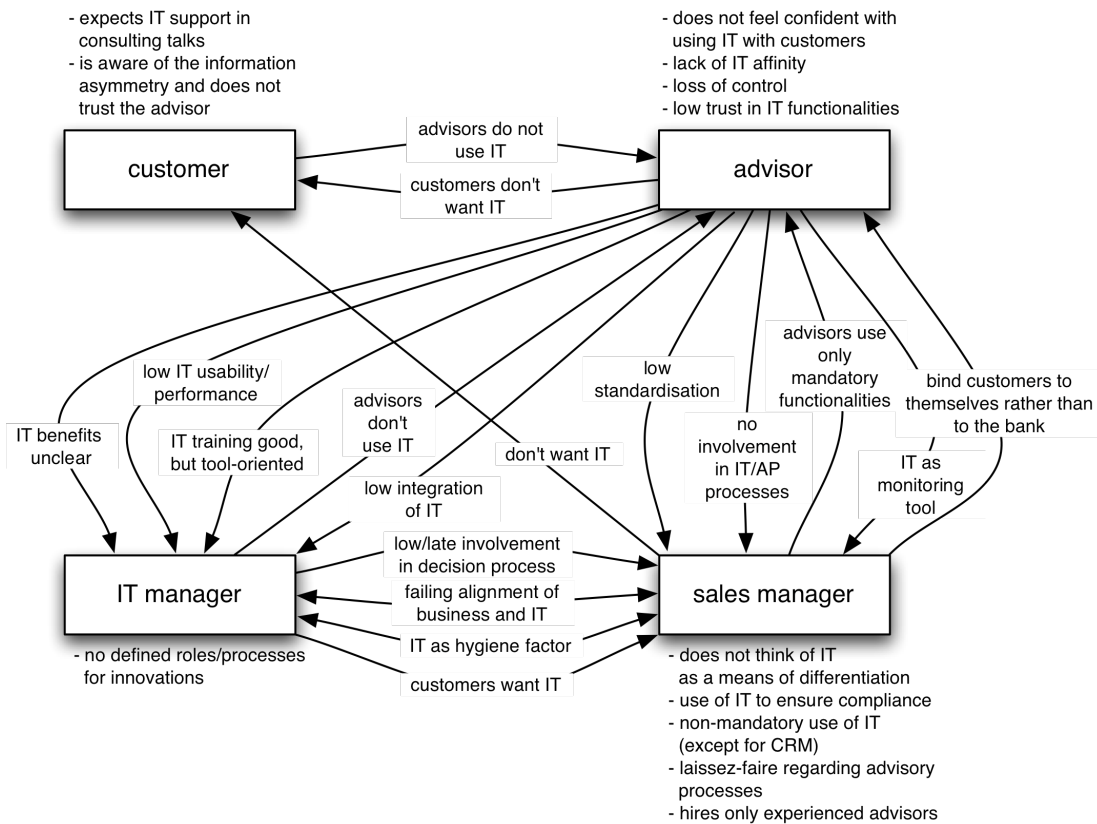 - expects IT support in
consulting talks
- is aware of the information
asymmetry and does not
trust the advisor
- does not feel confident with
using IT with customers
- lack of IT affinity
- loss of control
- low trust in IT functionalities
customer
advisors do not
use IT
customers don't
want IT
advisor
IT benefits
unclear
low IT usability/
performance
IT training good,
but tool-oriented
advisors
don't
use IT
low integration
of IT
don't want IT
low
standardisation
no
involvement
in IT/AP
processes
advisors use
only
mandatory
functionalities
bind customers to
themselves rather than
to the bank
IT as
monitoring
tool
IT manager
low/late involvement
in decision process
failing alignment of
business and IT
IT as hygiene factor
customers want IT
sales manager
- no defined roles/processes
for innovations
- does not think of IT
as a means of differentiation
- use of IT to ensure compliance
- non-mandatory use of IT
(except for CRM)
- laissez-faire regarding advisory
processes
- hires only experienced advisors